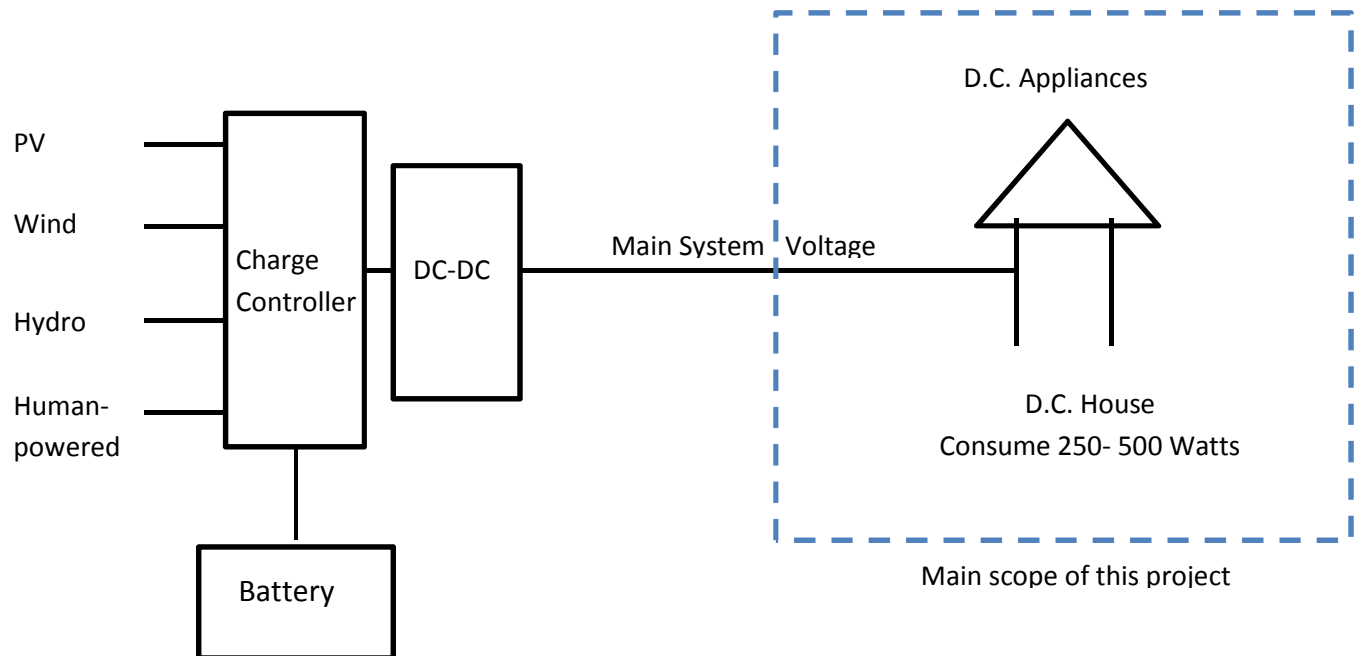 PV
Wind
Hydro
Human-
powered
Charge
Controller
DC-DC
Battery
Main System Voltage
D.C. Appliances
D.C. House
Consume 250- 500 Watts
Main scope of this project